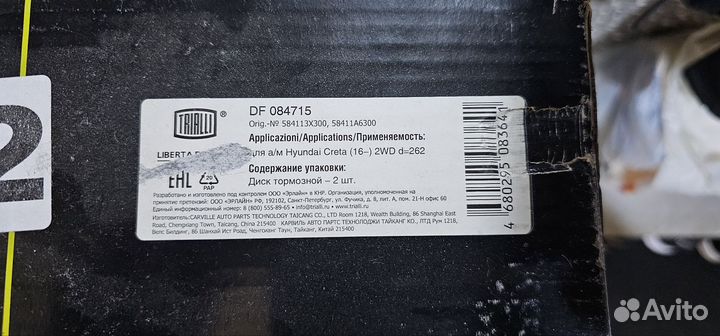 2
TRIALLI
LIBERTA
DF 084715
Orig.-№ 584113X300, 58411A6300
Applicazioni/Applications/Применяемость:
для а/м Hyundai Creta (16–) 2WD d=262
Содержание упаковки:
Диск тормозной – 2 шт.
EAC
20
PAP
Разработано и изготовлено под контролем ООО «ЭРЛАЙН» в КНР. Организация, уполномоченная на
принятие претензий: ООО «ЭРЛАЙН» РФ, 192102, Санкт-Петербург, ул. Фучика, д. 8, лит. А, пом. 21-Н офис 60
Номер горячей линии: 8 (800) 555-89-65 • info@trialli.ru • www.trialli.ru
Изготовитель: CARVILLE AUTO PARTS TECHNOLOGY TAICANG CO., LTD Room 1218, Wealth Building, 86 Shanghai East
Road, Chengxiang Town, Taicang, China 215400 КАРВИЛЬ АВТО ПАРТС ТЕХНОЛОДЖИ ТАЙКАНГ КО., ЛТД Рум 1218,
Велс Билдинг, 86 Шанхай Ист Роад, Ченгсианг Таун, Тайканг, Китай 215400
4 680295 083641
Avito